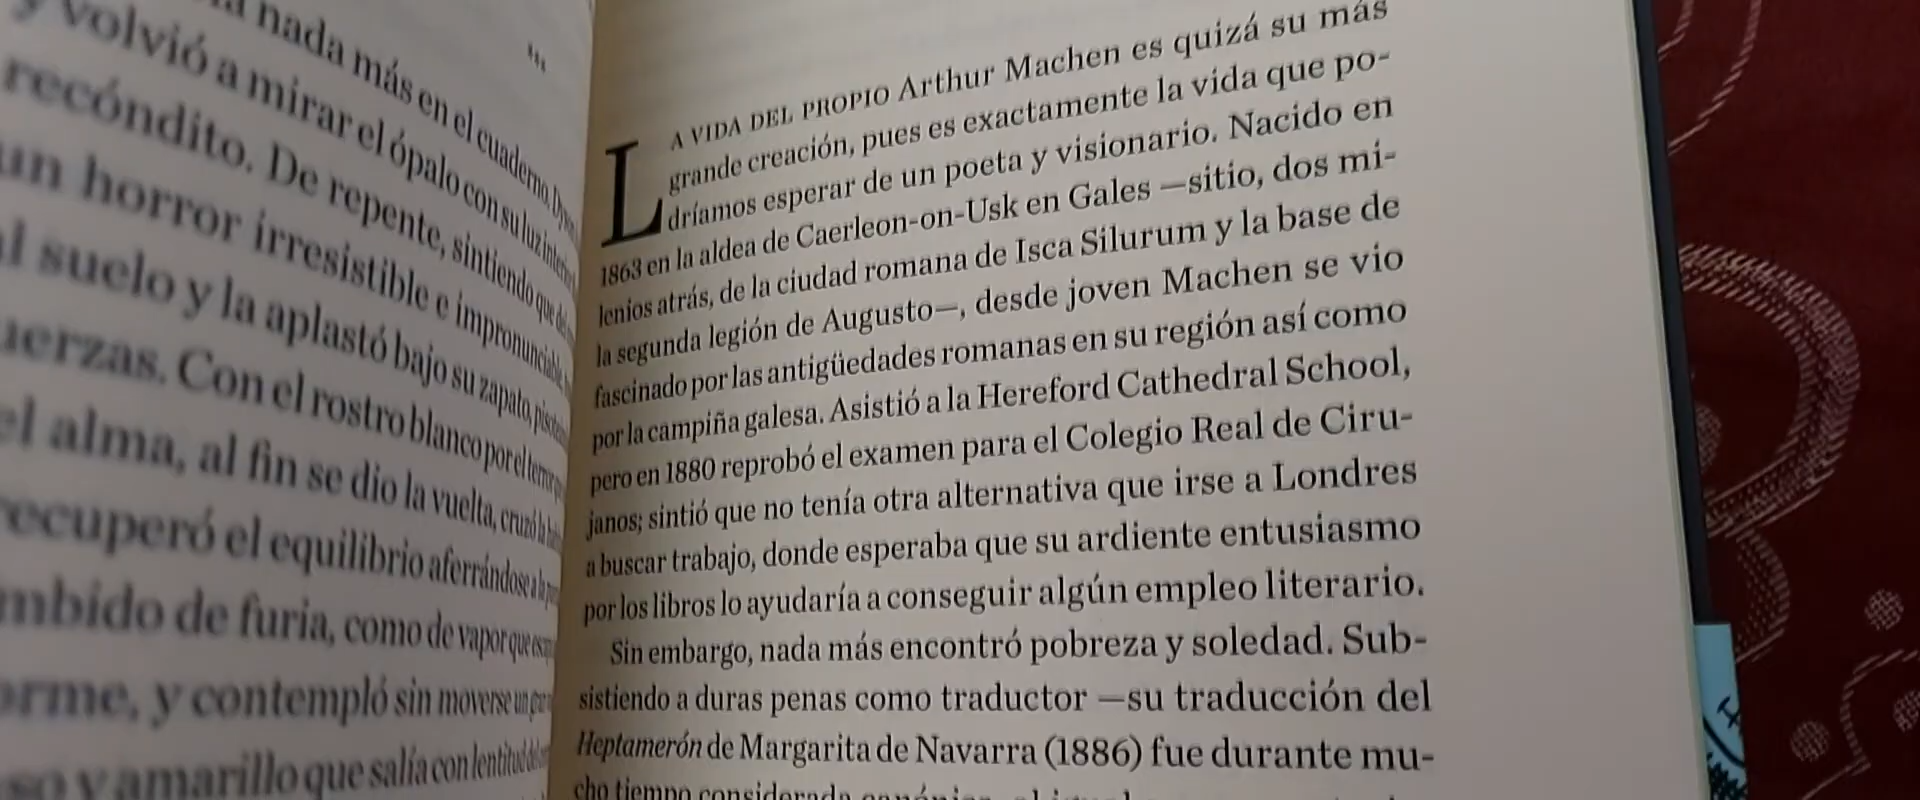 nada más en el cuaderno.
y volvió a mirar el ópalo con su luz
recóndito. De repente, sintiendo que
un horror irresistible e impronunciable,
al suelo y la aplastó bajo su zapato,
Con el rostro blanco por el terror
el alma, al fin se dio la vuelta, cruzó la
recuperó el equilibrio aferrándose a la
de furia, como de vapor que
y contempló sin moverse un
y amarillo que salía con lentitud
LA VIDA DEL PROPIO Arthur Machen es quizá su más
grande creación, pues es exactamente la vida que po-
dríamos esperar de un poeta y visionario. Nacido en
1863 en la aldea de Caerleon-on-Usk en Gales —sitio, dos mi-
lenios atrás, de la ciudad romana de Isca Silurum y la base de
la segunda legión de Augusto—, desde joven Machen se vio
fascinado por las antigüedades romanas en su región así como
por la campiña galesa. Asistió a la Hereford Cathedral School,
pero en 1880 reprobó el examen para el Colegio Real de Ciru-
janos; sintió que no tenía otra alternativa que irse a Londres
a buscar trabajo, donde esperaba que su ardiente entusiasmo
por los libros lo ayudaría a conseguir algún empleo literario.
Sin embargo, nada más encontró pobreza y soledad. Sub-
sistiendo a duras penas como traductor —su traducción del
Heptamerón de Margarita de Navarra (1886) fue durante mu-
cho tiempo considerada